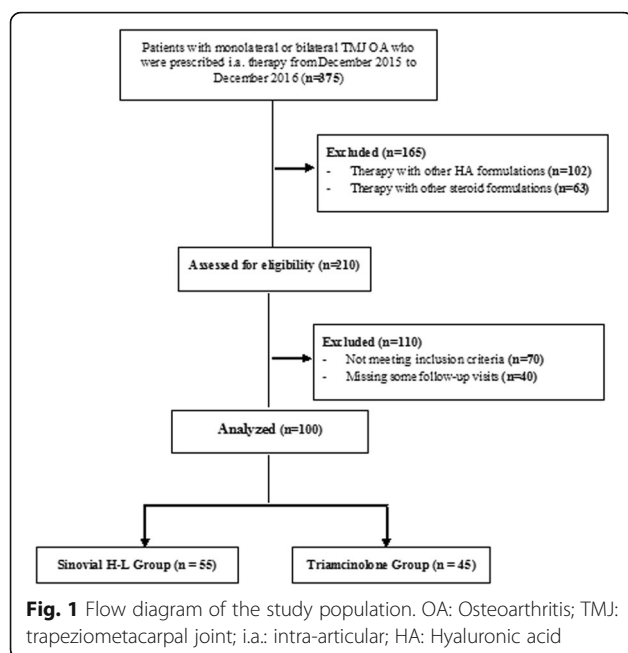 Patients with monolateral or bilateral TMJ OA who
were prescribed i.a. therapy from December 2015 to
December 2016 (n=375)
Excluded (n=165)
- Therapy with other HA formulations (n=102)
- Therapy with other steroid formulations (n=63)
Assessed for eligibility (n=210)
Excluded (n=110)
- Not meeting inclusion criteria (n=70)
- Missing some follow-up visits (n=40)
Analyzed (n=100)
Sinovial H-L Group (n = 55)
Triamcinolone Group (n = 45)
Fig. 1 Flow diagram of the study population. OA: Osteoarthritis; TMJ:
trapeziometacarpal joint; i.a.: intra-articular; HA: Hyaluronic acid